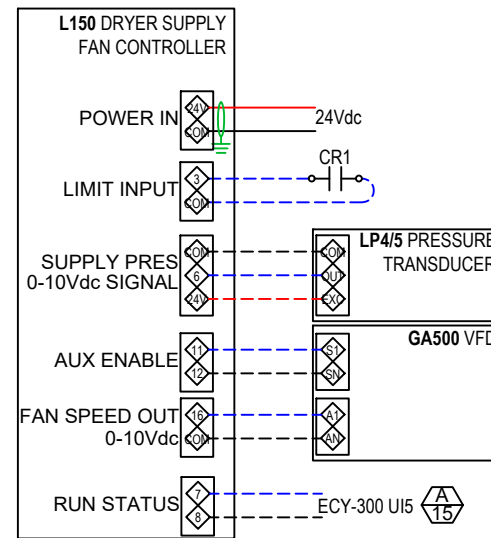 L150 DRYER SUPPLY
FAN CONTROLLER
POWER IN
24V
COM
24Vdc
LIMIT INPUT
3
COM
CR1
SUPPLY PRES
0-10Vdc SIGNAL
COM
6
24V
COM
OUT
EXC
LP4/5 PRESSURE
TRANSDUCER
AUX ENABLE
11
12
S1
SN
GA500 VFD
FAN SPEED OUT
0-10Vdc
16
COM
A1
AN
RUN STATUS
7
8
ECY-300 UI5
A
15